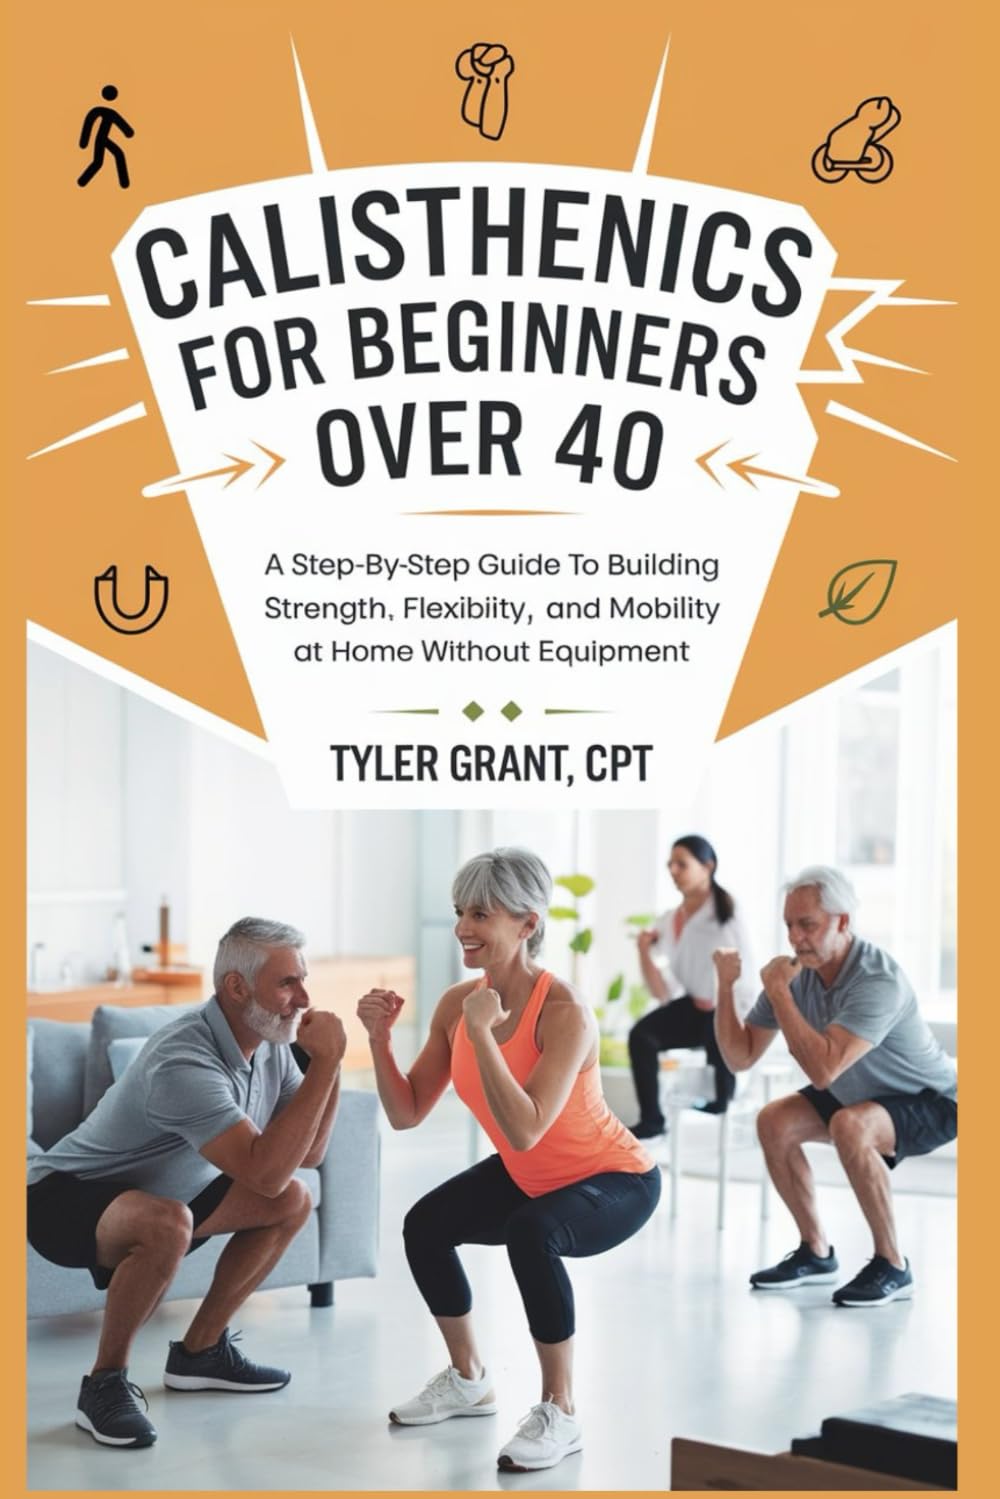 CALISTHENICS
FOR BEGINNERS
OVER 40
A Step-By-Step Guide To Building
Strength, Flexibiity, and Mobility
at Home Without Equipment
TYLER GRANT, CPT